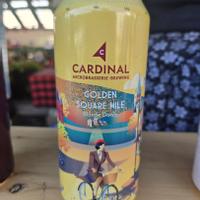 C
CARDINAL
MICROBRASSERIE · BREWING
GOLDEN
SQUARE MILE